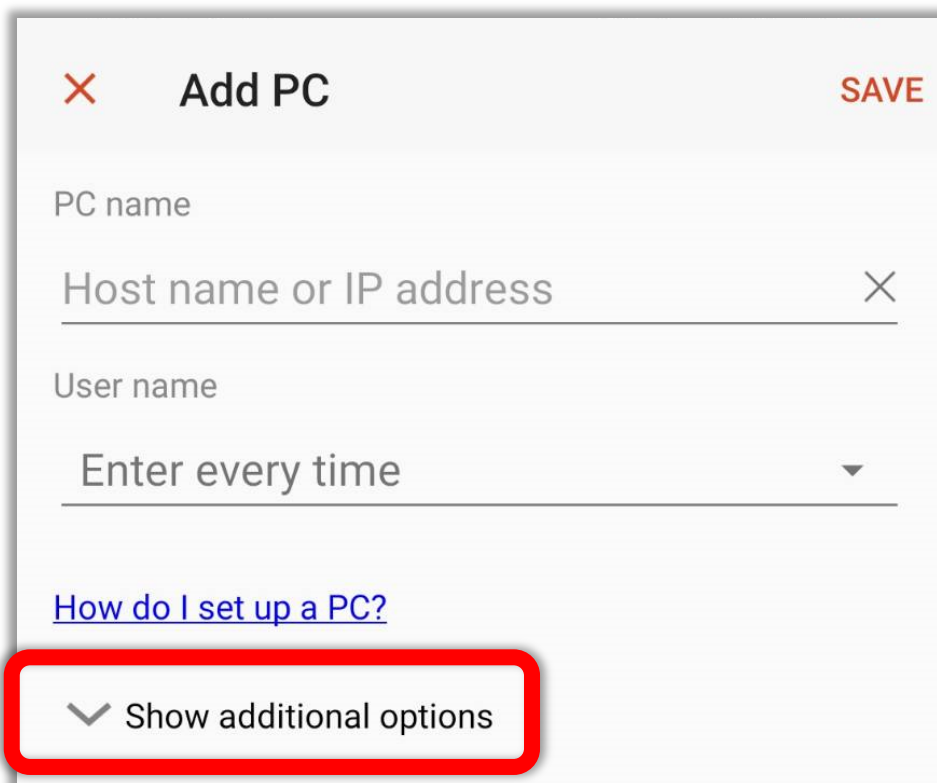 Add PC
SAVE
PC name
Host name or IP address
User name
Enter every time
How do I set up a PC?
Show additional options